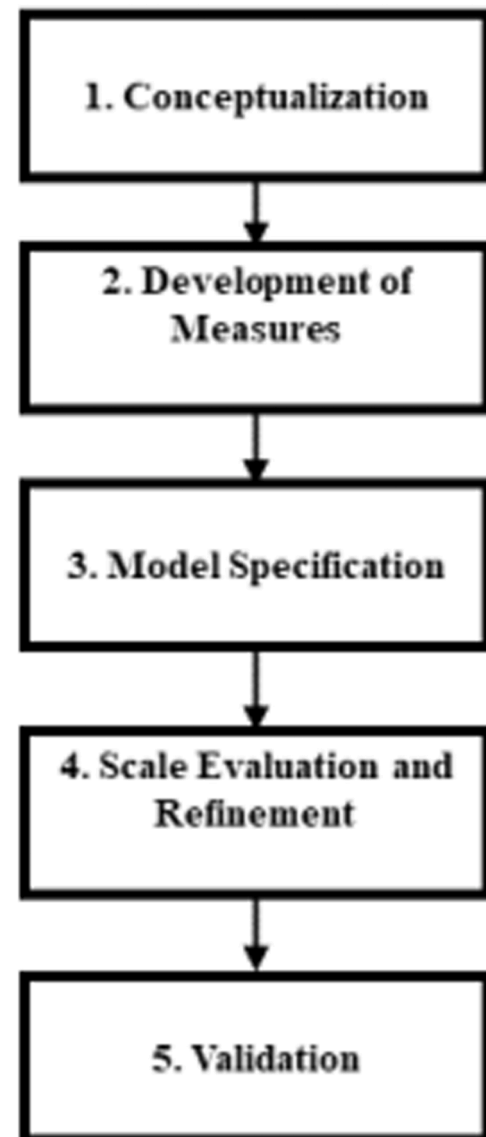 1. Conceptualization
2. Development of
Measures
3. Model Specification
4. Scale Evaluation and
Refinement
5. Validation